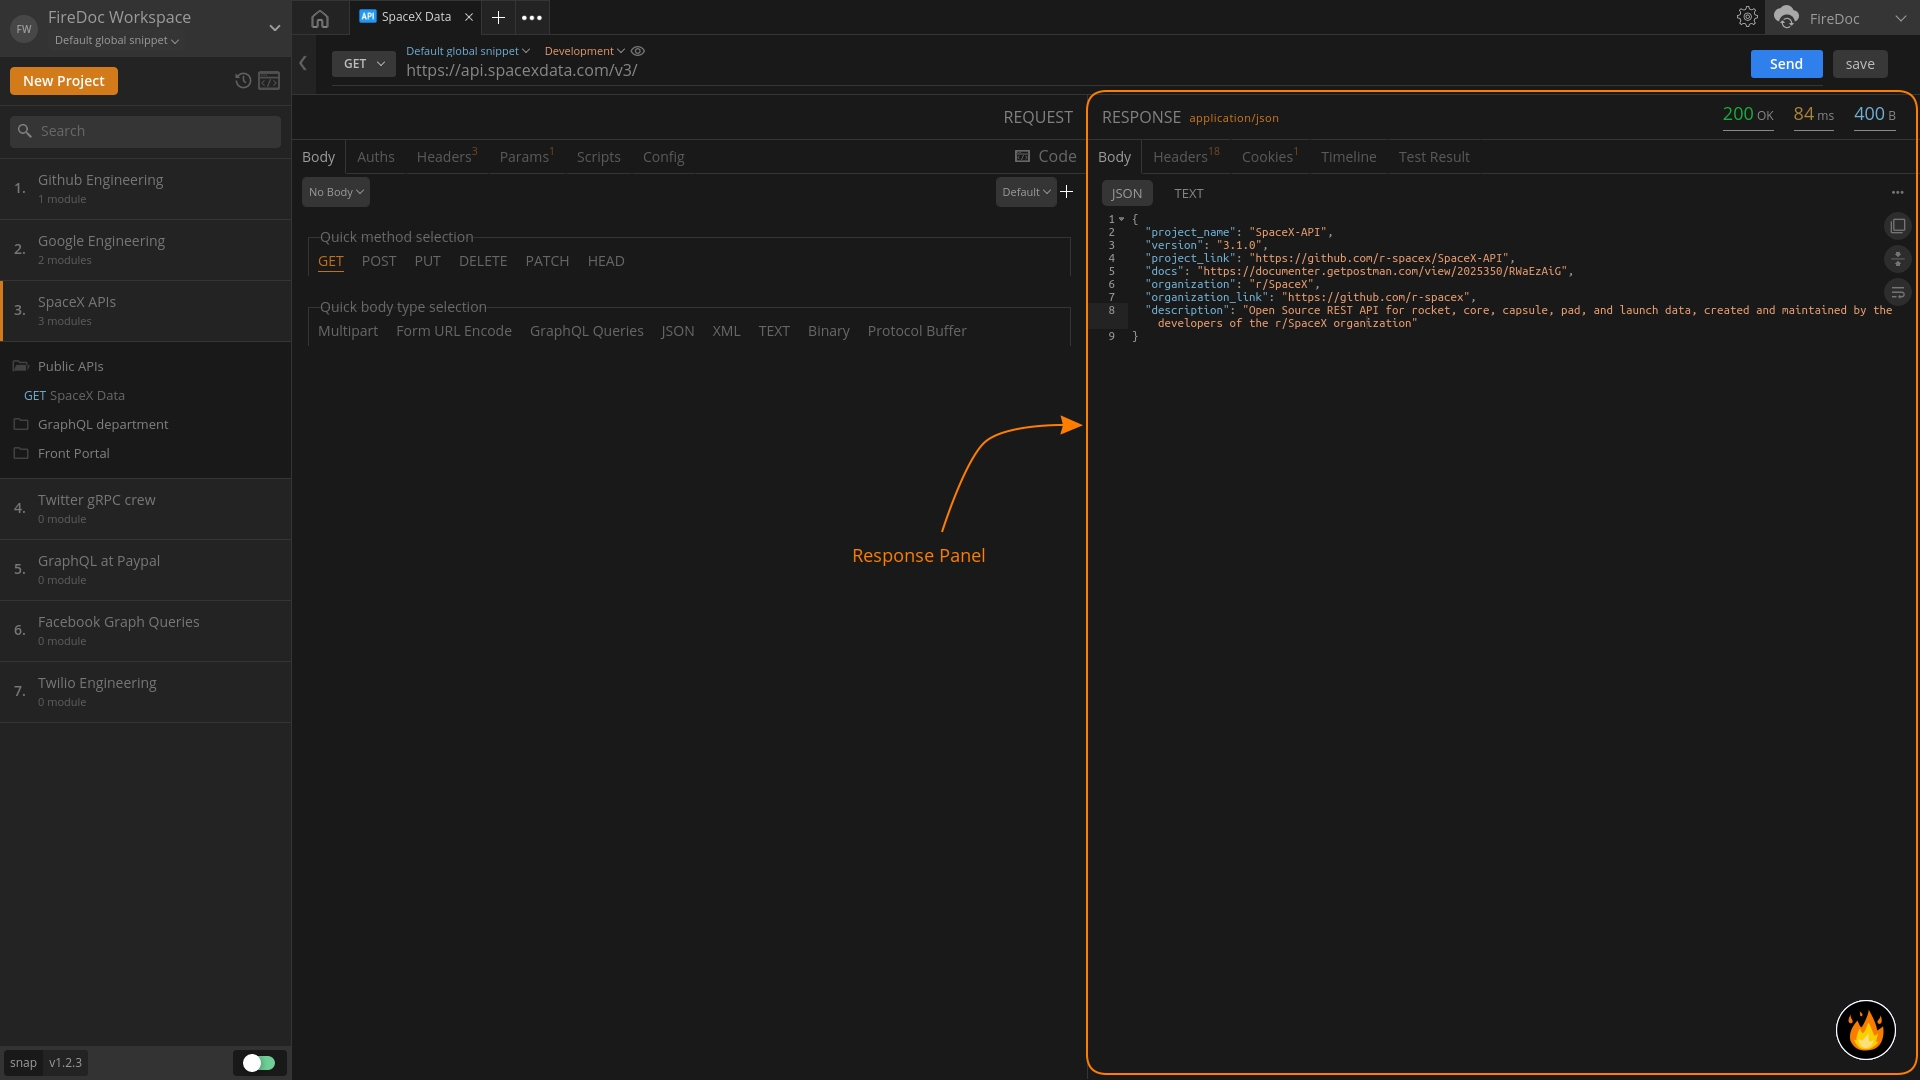 FW
FireDoc Workspace
Default global snippet
New Project
Search
1.
Github Engineering
1 module
2.
Google Engineering
2 modules
3.
SpaceX APIs
3 modules
Public APIs
GET SpaceX Data
GraphQL department
Front Portal
4.
Twitter gRPC crew
0 module
5.
GraphQL at Paypal
0 module
6.
Facebook Graph Queries
0 module
7.
Twilio Engineering
0 module
snap v1.2.3
API SpaceX Data
FireDoc
GET
Default global snippet Development
https://api.spacexdata.com/v3/
Send save
REQUEST
Body Auths Headers3 Params1 Scripts Config Code
No Body Default
Quick method selection
GET POST PUT DELETE PATCH HEAD
Quick body type selection
Multipart Form URL Encode GraphQL Queries JSON XML TEXT Binary Protocol Buffer
Response Panel
RESPONSE application/json 200 OK 84 ms 400 B
Body Headers18 Cookies1 Timeline Test Result
JSON TEXT
1 {
2 "project_name": "SpaceX-API",
3 "version": "3.1.0",
4 "project_link": "https://github.com/r-spacex/SpaceX-API",
5 "docs": "https://documenter.getpostman.com/view/2025350/RWaEzAiG",
6 "organization": "r/SpaceX",
7 "organization_link": "https://github.com/r-spacex",
8 "description": "Open Source REST API for rocket, core, capsule, pad, and launch data, created and maintained by the
developers of the r/SpaceX organization"
9 }